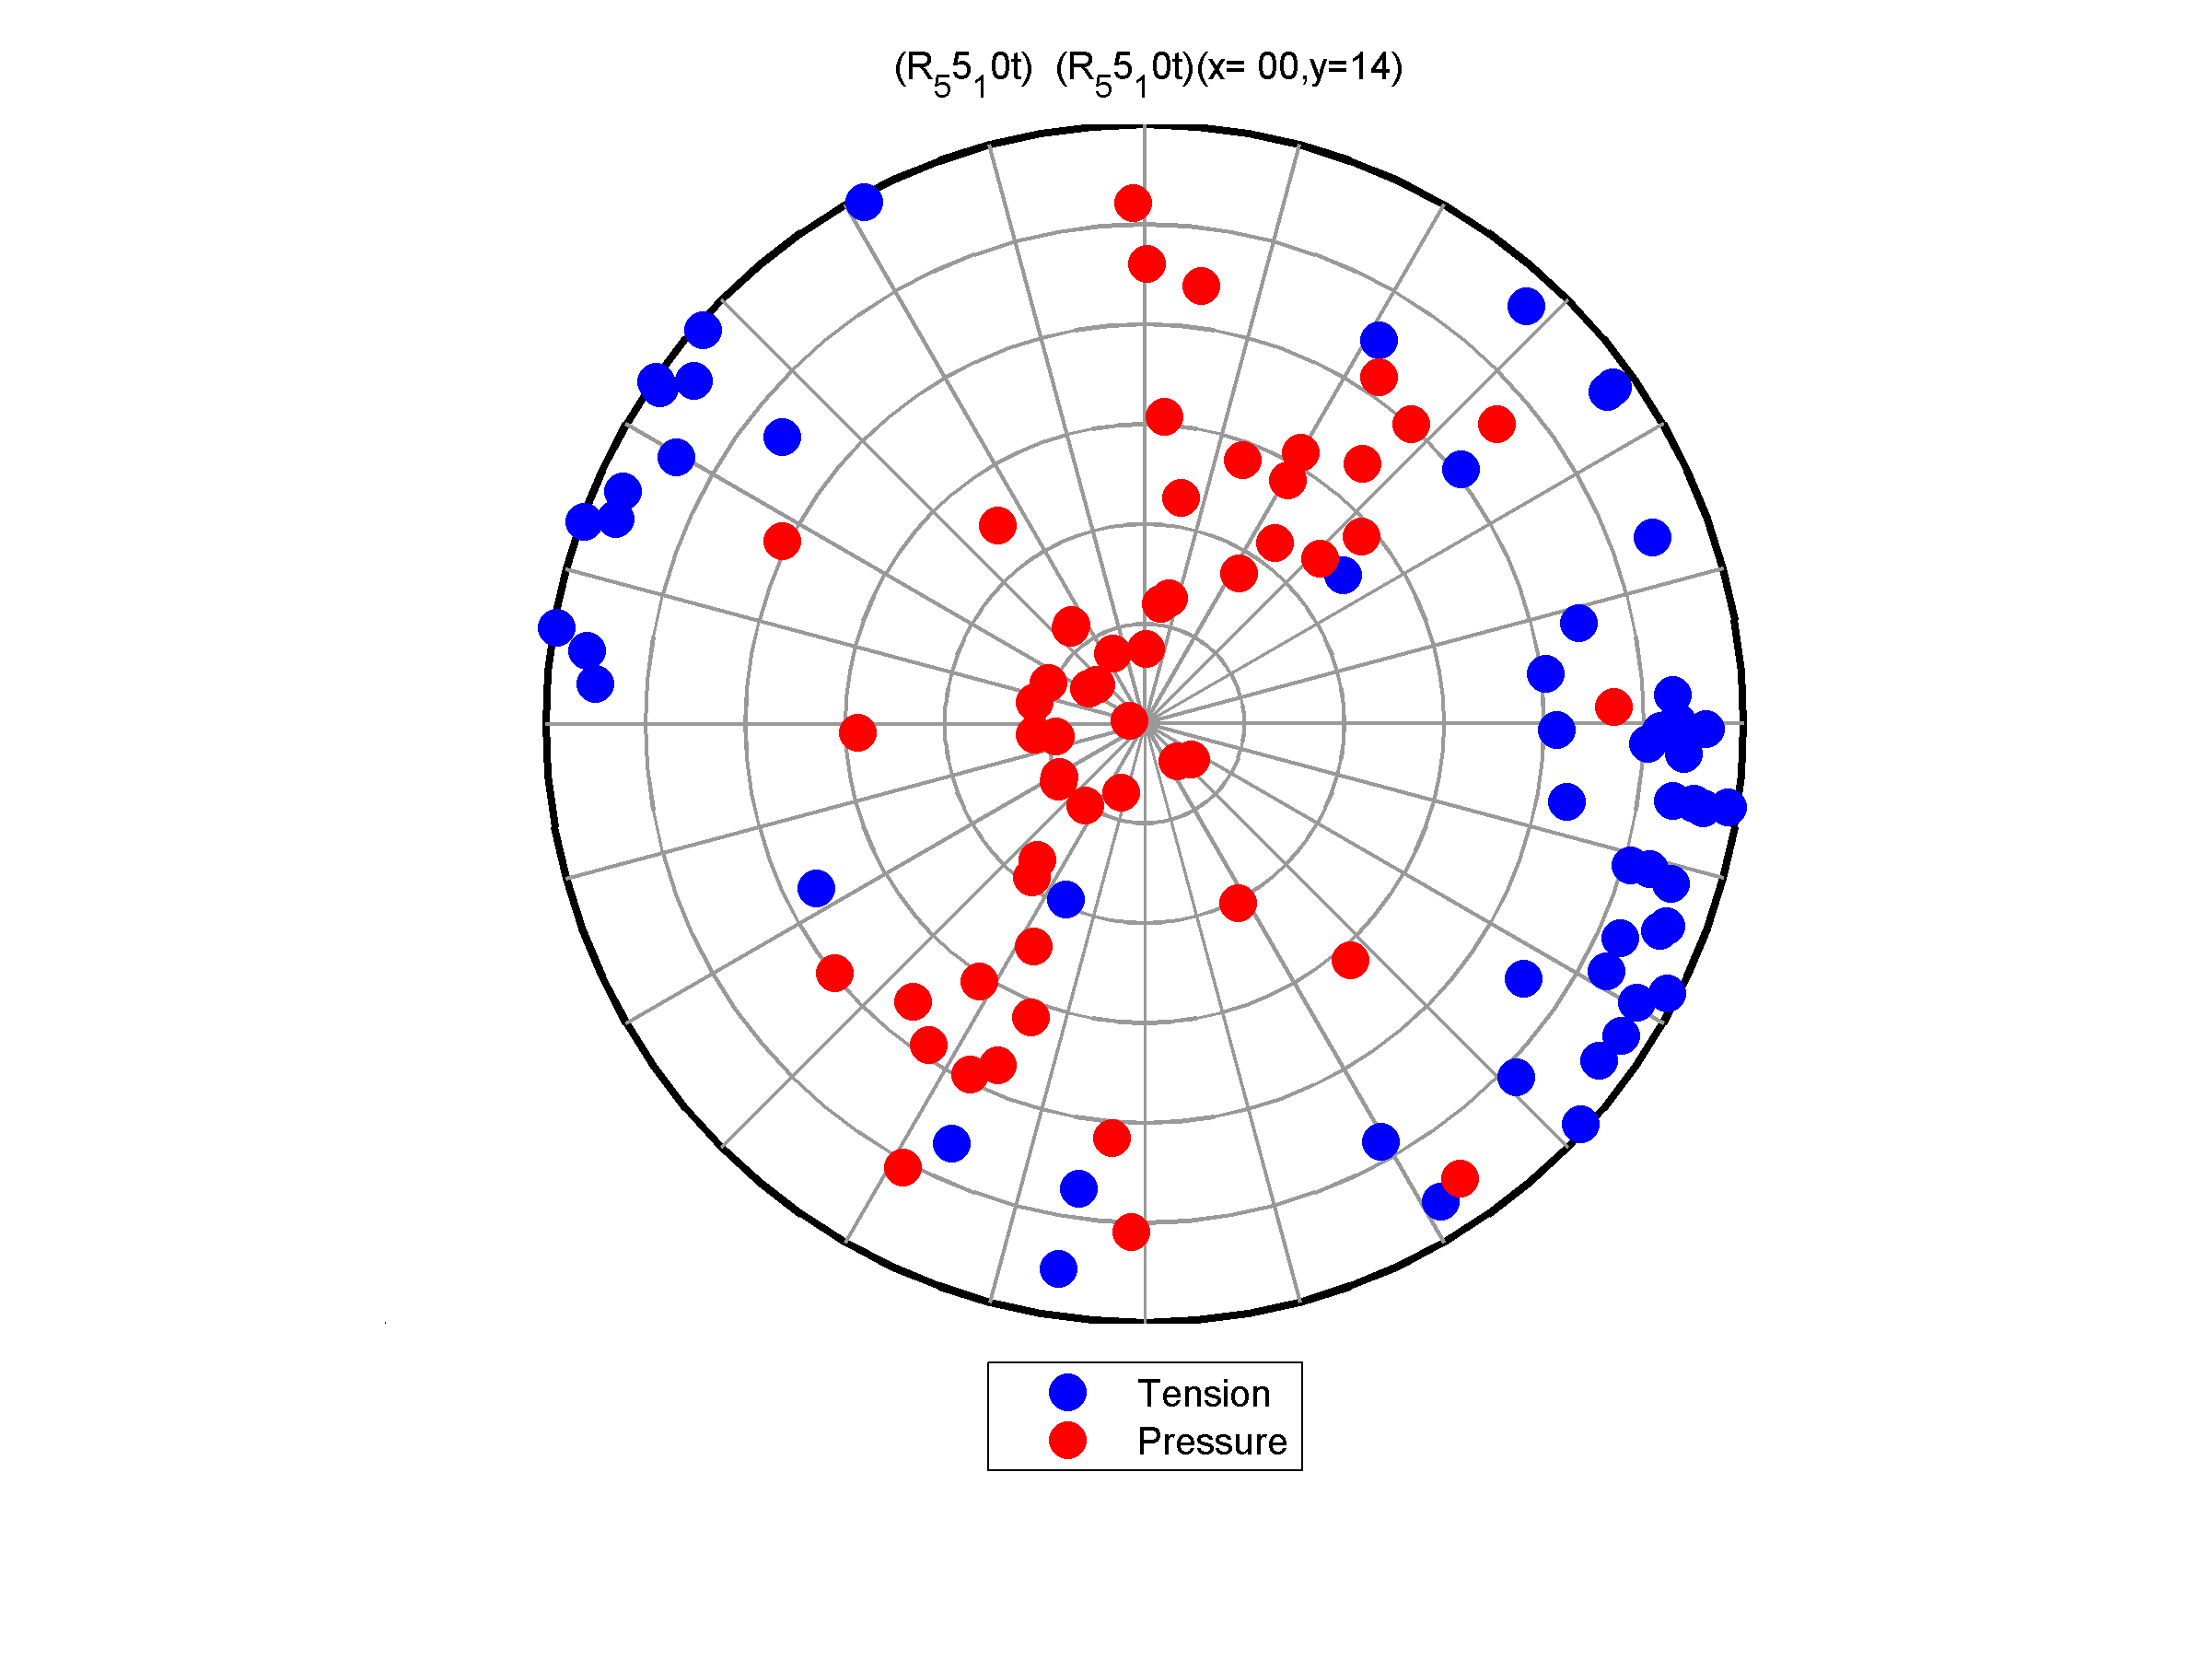 (R₅5₁0t) (R₅5₁0t)(x= 00,y=14)
Tension
Pressure